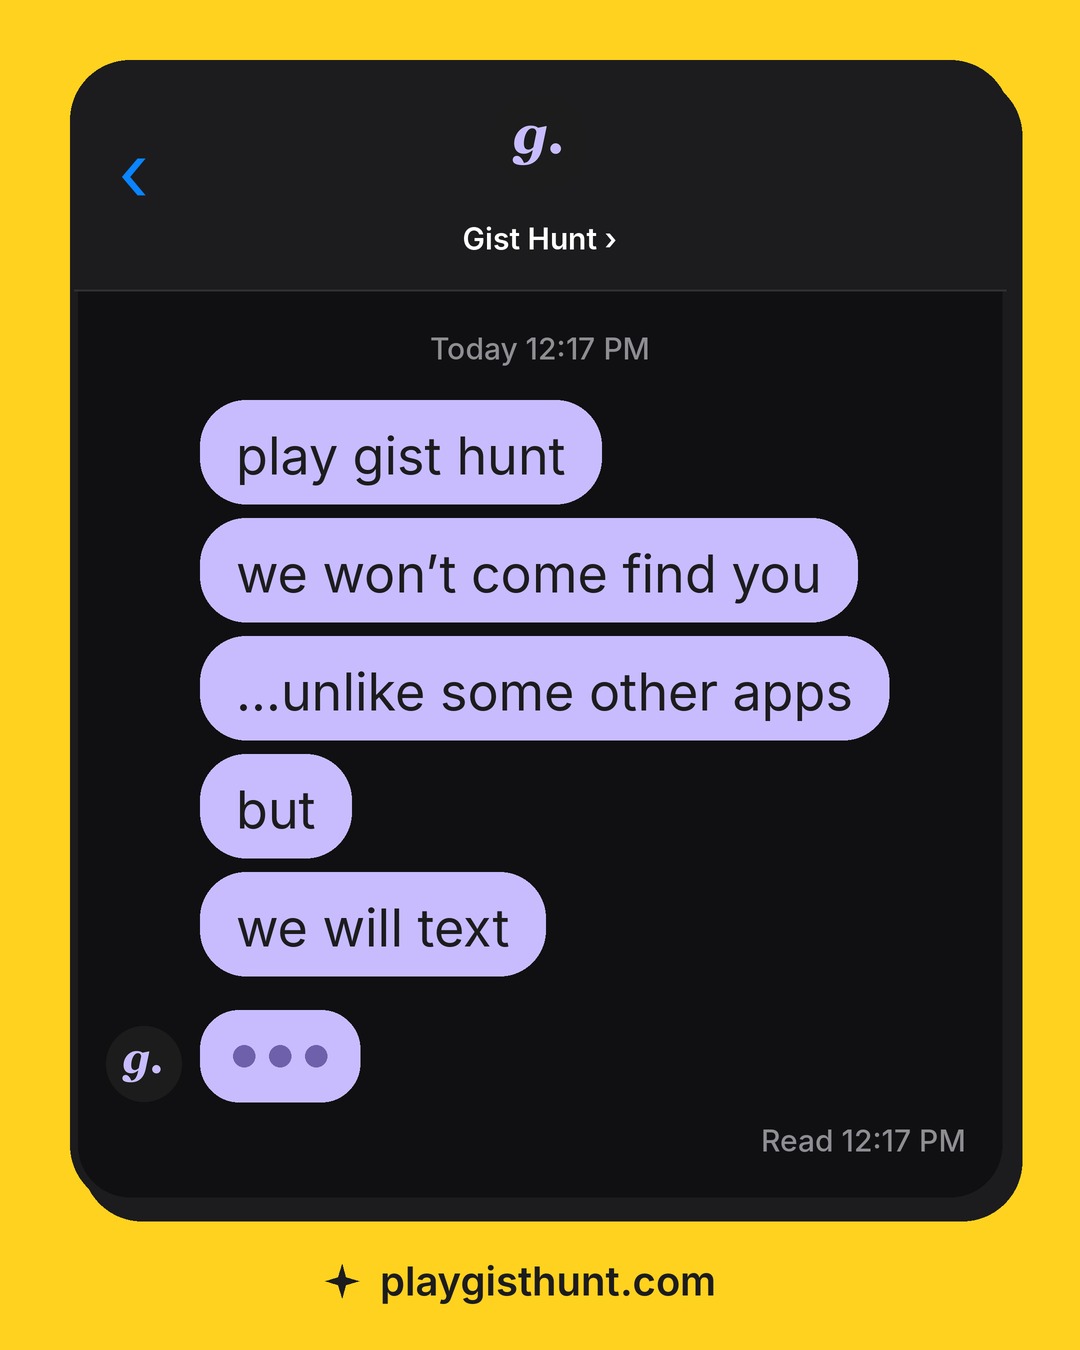 g.
Gist Hunt ›
Today 12:17 PM
play gist hunt
we won’t come find you
...unlike some other apps
but
we will text
g.
Read 12:17 PM
playgisthunt.com